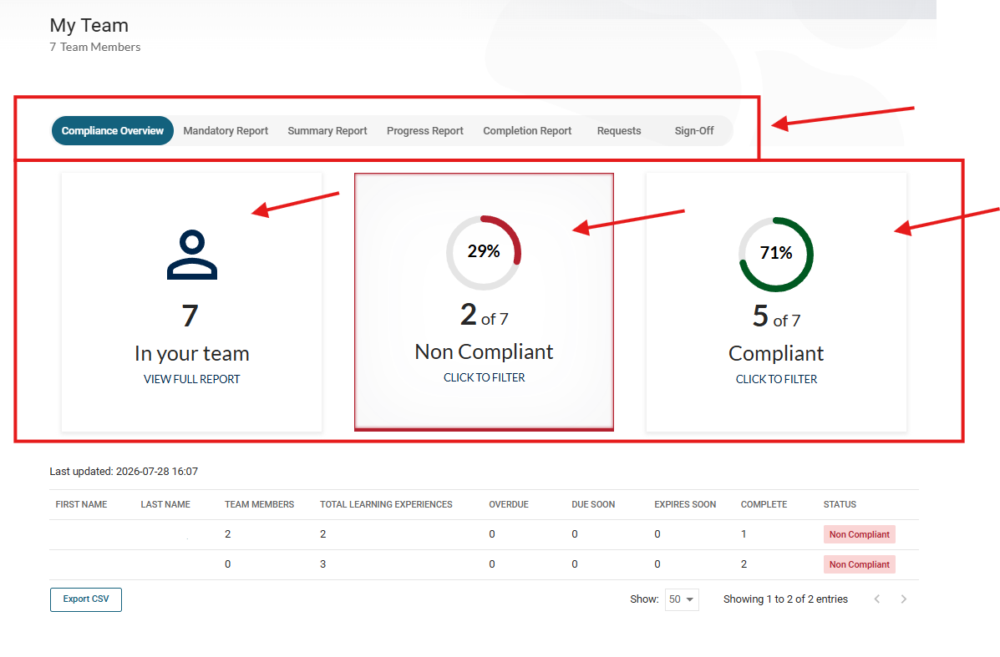 My Team
7 Team Members
Compliance Overview Mandatory Report Summary Report Progress Report Completion Report Requests Sign-Off
29%
71%
7
2 of 7
5 of 7
In your team
Non Compliant
Compliant
VIEW FULL REPORT
CLICK TO FILTER
CLICK TO FILTER
Last updated: 2026-07-28 16:07
FIRST NAME LAST NAME TEAM MEMBERS TOTAL LEARNING EXPERIENCES OVERDUE DUE SOON EXPIRES SOON COMPLETE STATUS
2 2 0 0 0 1 Non Compliant
0 3 0 0 0 2 Non Compliant
Export CSV Show: 50 Showing 1 to 2 of 2 entries